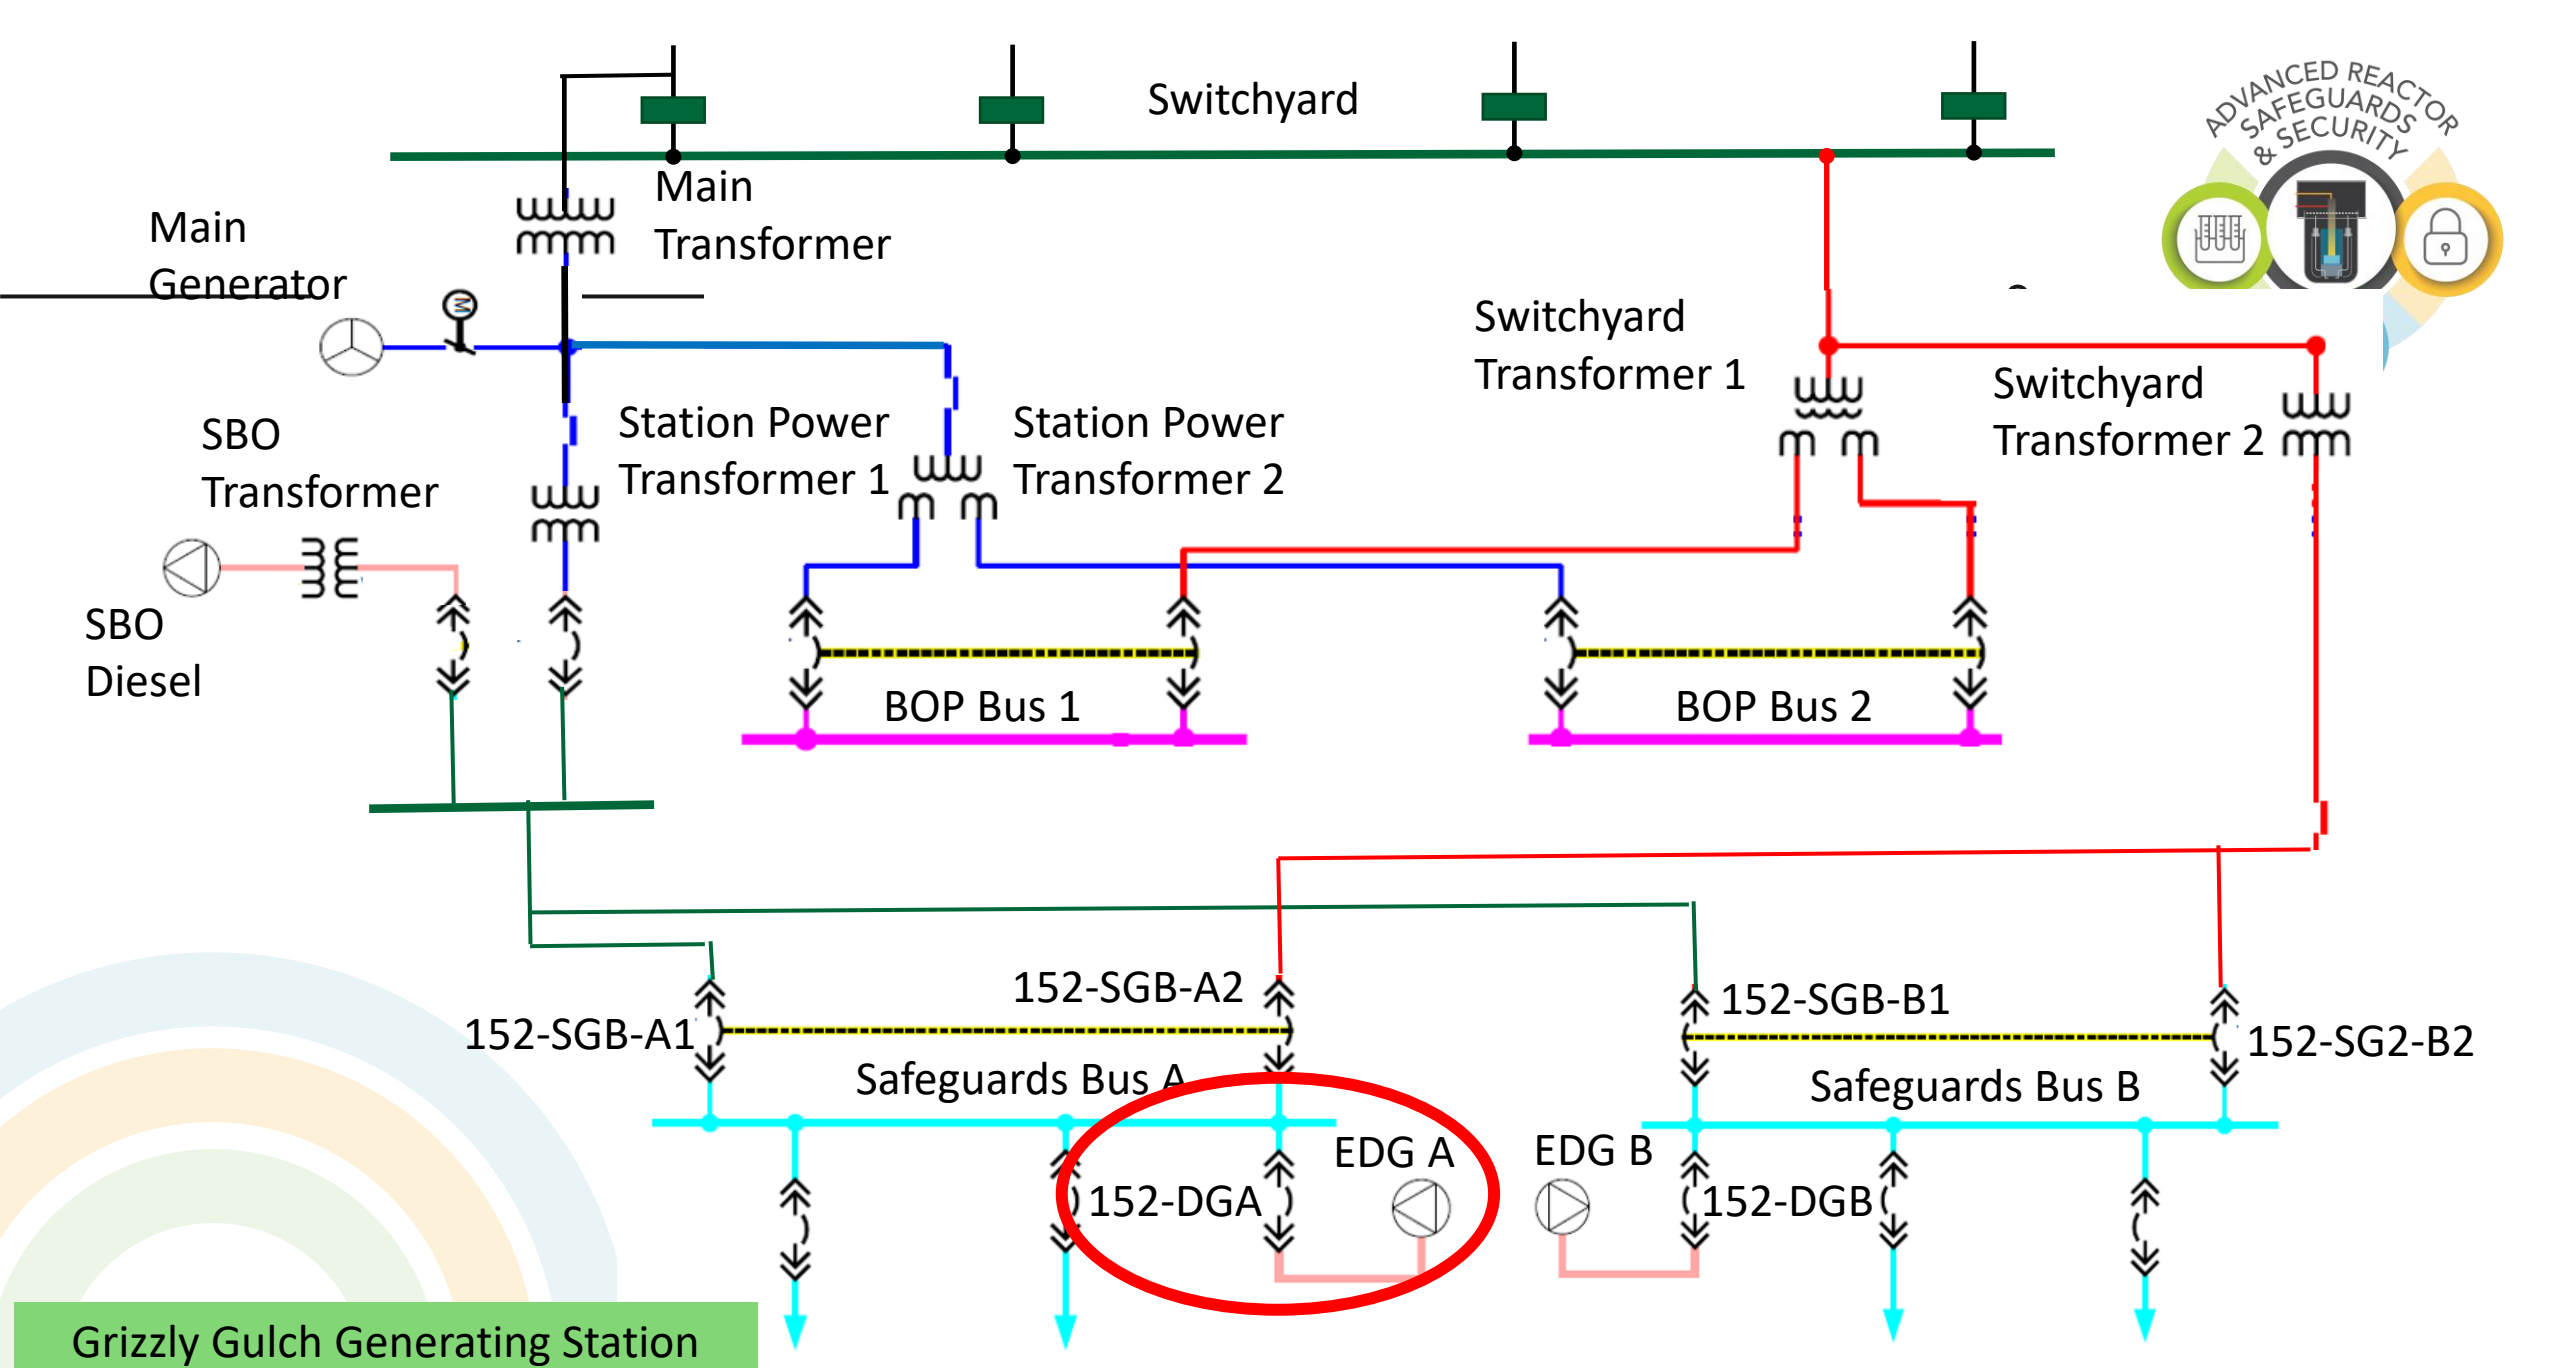 Switchyard
ADVANCED REACTOR
SAFEGUARDS
& SECURITY
Main
Transformer
Main
Generator
M
Switchyard
Transformer 1
Switchyard
Transformer 2
SBO
Transformer
Station Power
Transformer 1
Station Power
Transformer 2
SBO
Diesel
BOP Bus 1
BOP Bus 2
152-SGB-A2
152-SGB-B1
152-SGB-A1
152-SG2-B2
Safeguards Bus A
Safeguards Bus B
EDG A
EDG B
152-DGA
152-DGB
Grizzly Gulch Generating Station